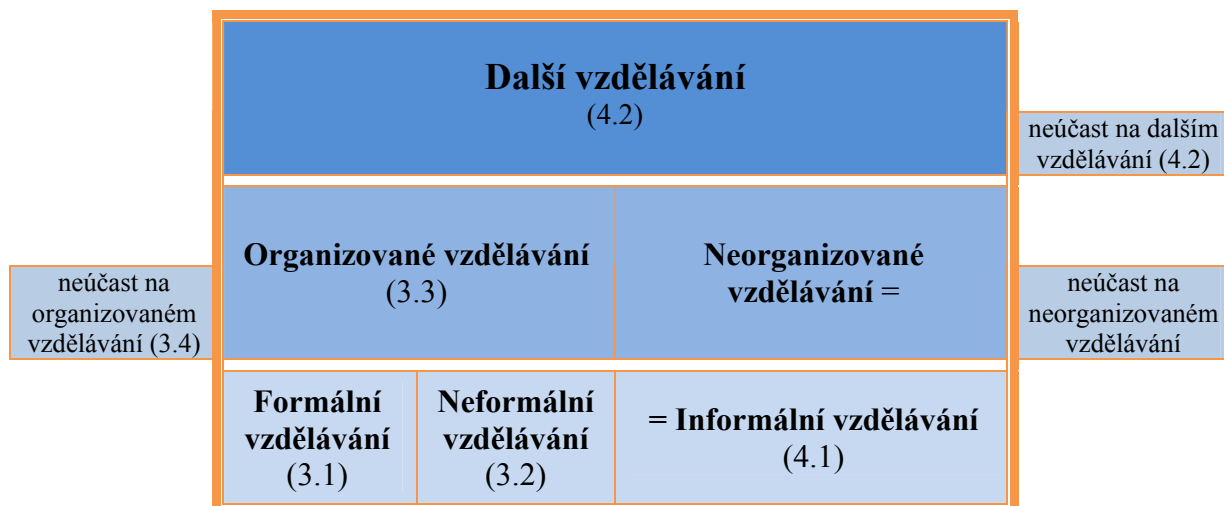 Další vzdělávání
(4.2)
neúčast na dalším
vzdělávání (4.2)
Organizované vzdělávání
(3.3)
Neorganizované
vzdělávání =
neúčast na
organizovaném
vzdělávání (3.4)
neúčast na
neorganizovaném
vzdělávání
Formální
vzdělávání
(3.1)
Neformální
vzdělávání
(3.2)
= Informální vzdělávání
(4.1)